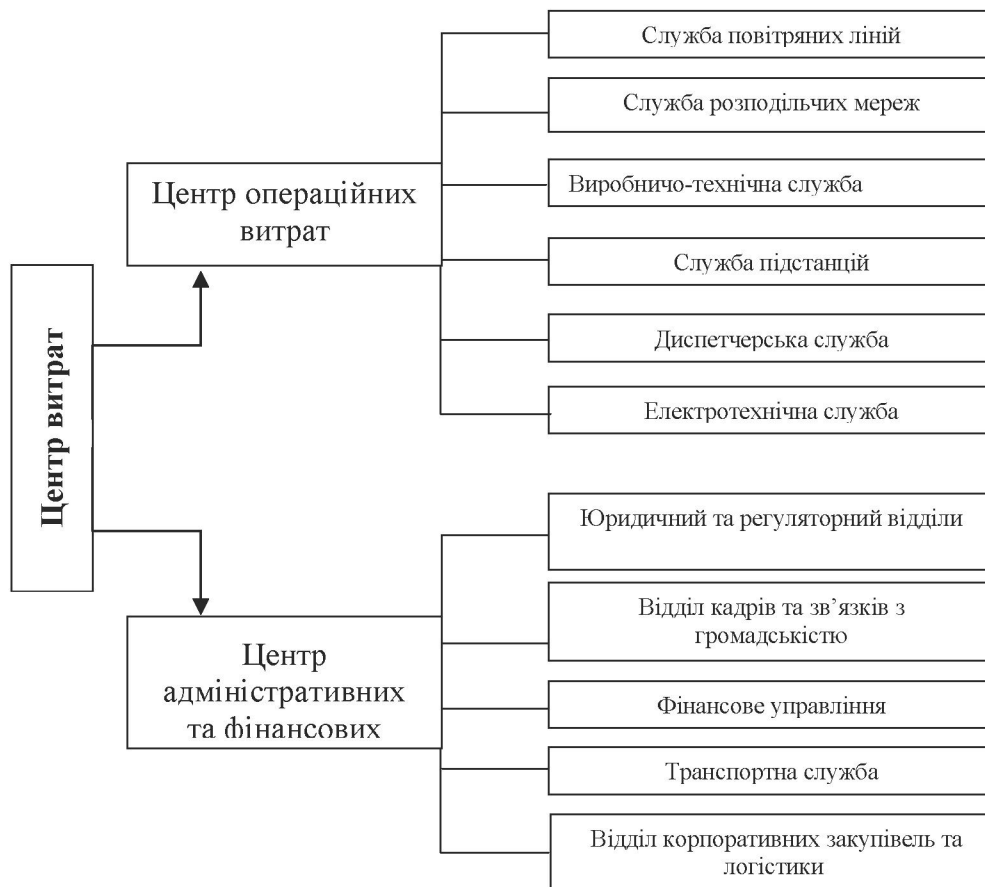 Центр витрат
Центр операційних
витрат
Служба повітряних ліній
Служба розподільчих мереж
Виробничо-технічна служба
Служба підстанцій
Диспетчерська служба
Електротехнічна служба
Центр
адміністративних
та фінансових
Юридичний та регуляторний відділи
Відділ кадрів та зв’язків з
громадськістю
Фінансове управління
Транспортна служба
Відділ корпоративних закупівель та
логістики